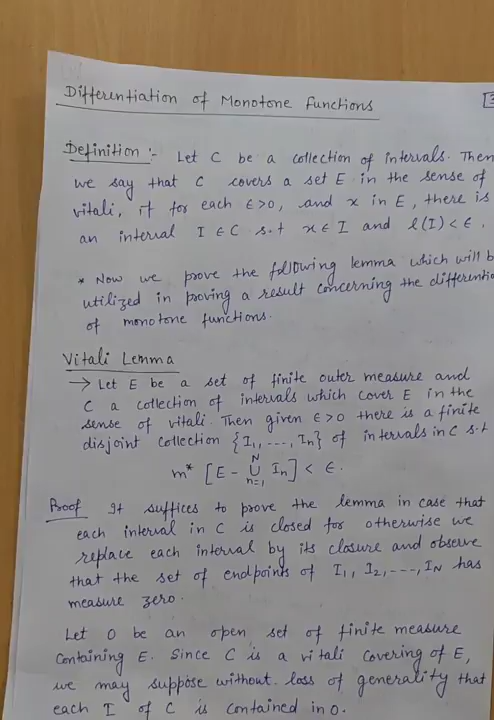 Differentiation of Monotone Functions
Definition :- Let C be a collection of intervals. Then
we say that C covers a set E in the sense of
vitali, if for each ϵ>0, and x in E, there is
an interval I ∈ C s.t x ∈ I and l(I) < ϵ.
* Now we prove the following lemma which will b
utilized in proving a result concerning the differentia
of monotone functions.
Vitali Lemma
→ Let E be a set of finite outer measure and
C a collection of intervals which cover E in the
sense of vitali. Then given ϵ>0 there is a finite
disjoint collection {I₁, ---, In} of intervals in C s.t
m* [E - ∪ᴺₙ₌₁ In] < ϵ.
Proof It suffices to prove the lemma in case that
each interval in C is closed for otherwise we
replace each interval by its closure and observe
that the set of endpoints of I₁, I₂, ---, IN has
measure zero.
Let O be an open set of finite measure
containing E. Since C is a vitali covering of E,
we may suppose without loss of generality that
each I of C is contained in O.